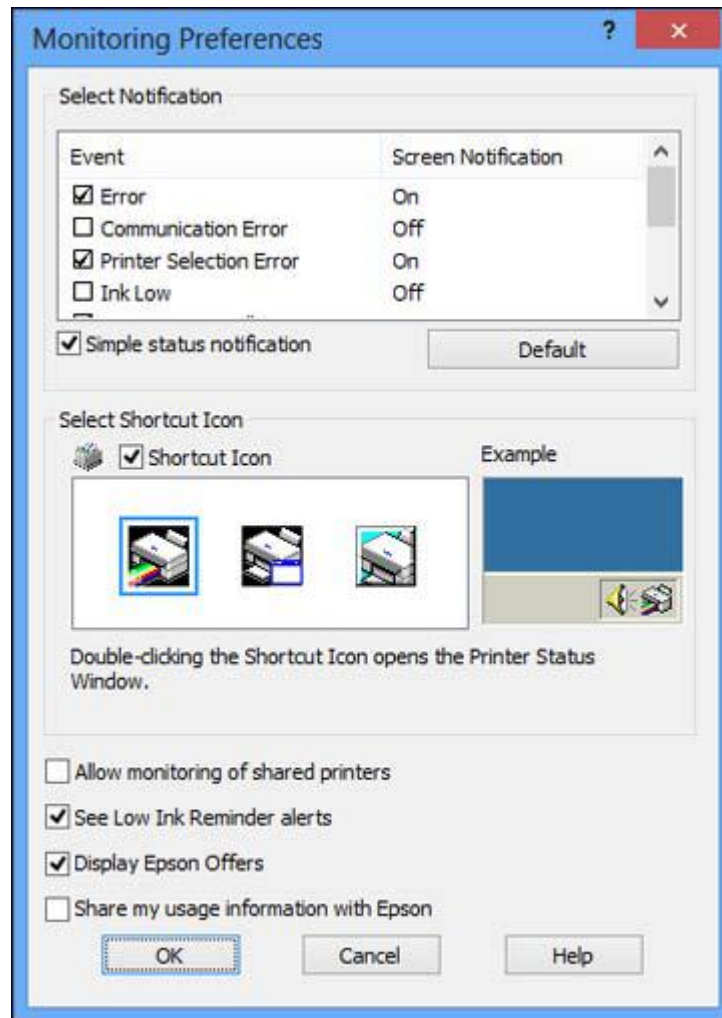 Monitoring Preferences
?
Select Notification
Event Screen Notification
Error On
Communication Error Off
Printer Selection Error On
Ink Low Off
Simple status notification Default
Select Shortcut Icon
Shortcut Icon Example
Double-clicking the Shortcut Icon opens the Printer Status
Window.
Allow monitoring of shared printers
See Low Ink Reminder alerts
Display Epson Offers
Share my usage information with Epson
OK Cancel Help